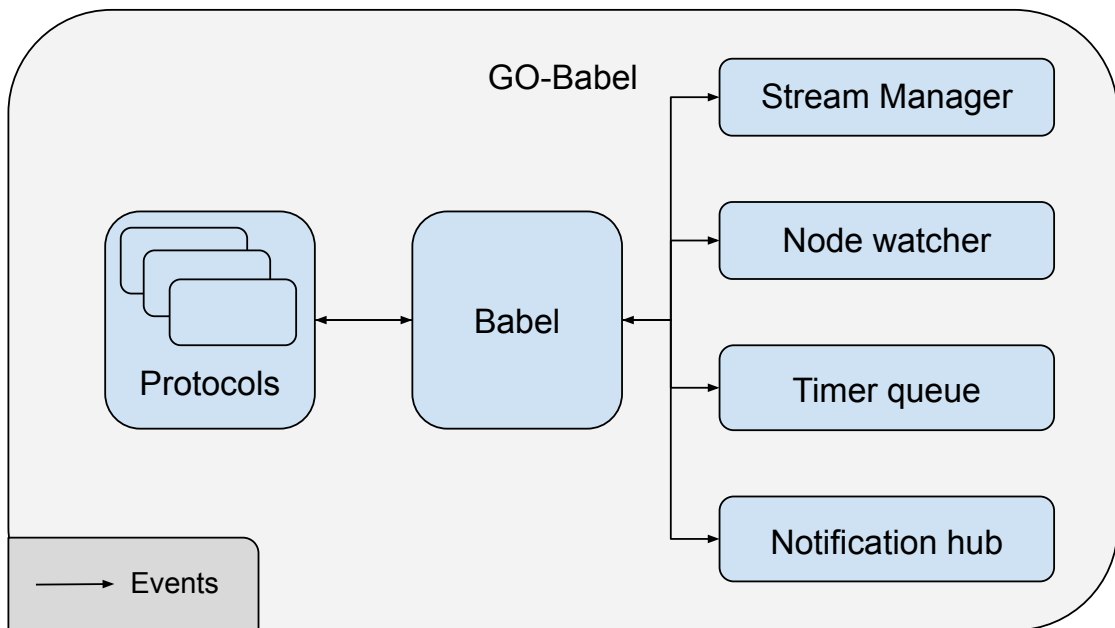 GO-Babel
Stream Manager
Node watcher
Babel
Protocols
Timer queue
Notification hub
Events